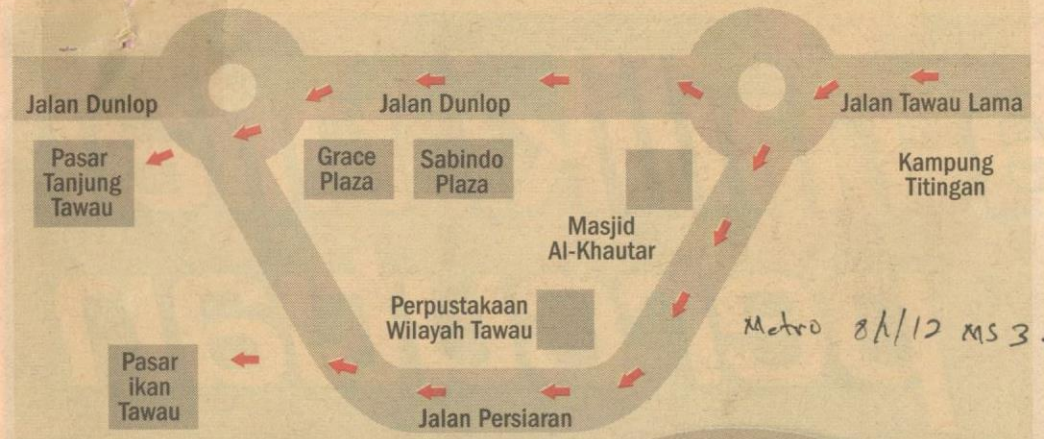 Jalan Dunlop
Jalan Dunlop
Jalan Tawau Lama
Pasar
Tanjung
Tawau
Grace
Plaza
Sabindo
Plaza
Kampung
Titingan
Masjid
Al-Khautar
Perpustakaan
Wilayah Tawau
Metro 8/1/12 MS 3.
Pasar
ikan
Tawau
Jalan Persiaran